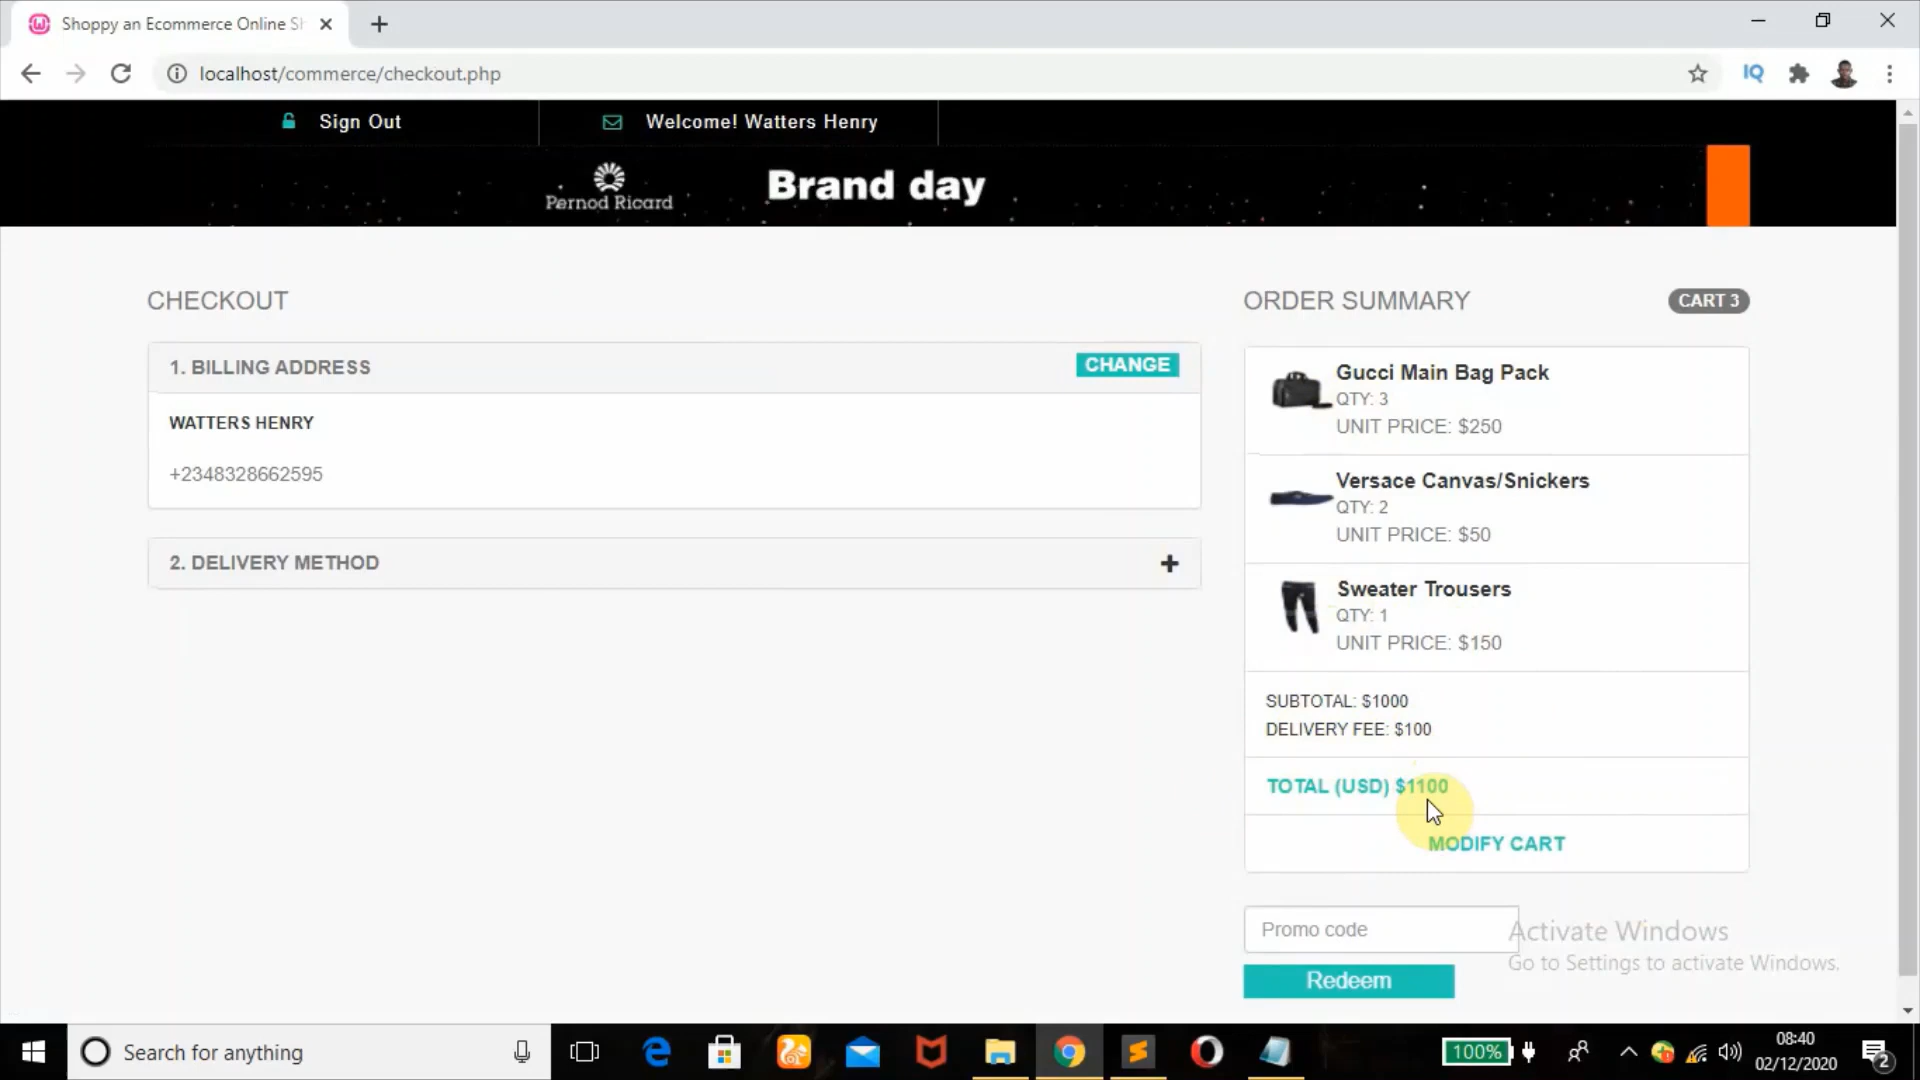 Shoppy an Ecommerce Online Sh
localhost/commerce/checkout.php
IQ
Sign Out
Welcome! Watters Henry
Pernod Ricard
Brand day
CHECKOUT
1. BILLING ADDRESS
CHANGE
WATTERS HENRY
+2348328662595
2. DELIVERY METHOD
ORDER SUMMARY
CART 3
Gucci Main Bag Pack
QTY: 3
UNIT PRICE: $250
Versace Canvas/Snickers
QTY: 2
UNIT PRICE: $50
Sweater Trousers
QTY: 1
UNIT PRICE: $150
SUBTOTAL: $1000
DELIVERY FEE: $100
TOTAL (USD) $1100
MODIFY CART
Promo code
Redeem
Activate Windows
Go to Settings to activate Windows.
Search for anything
100%
08:40
02/12/2020
2